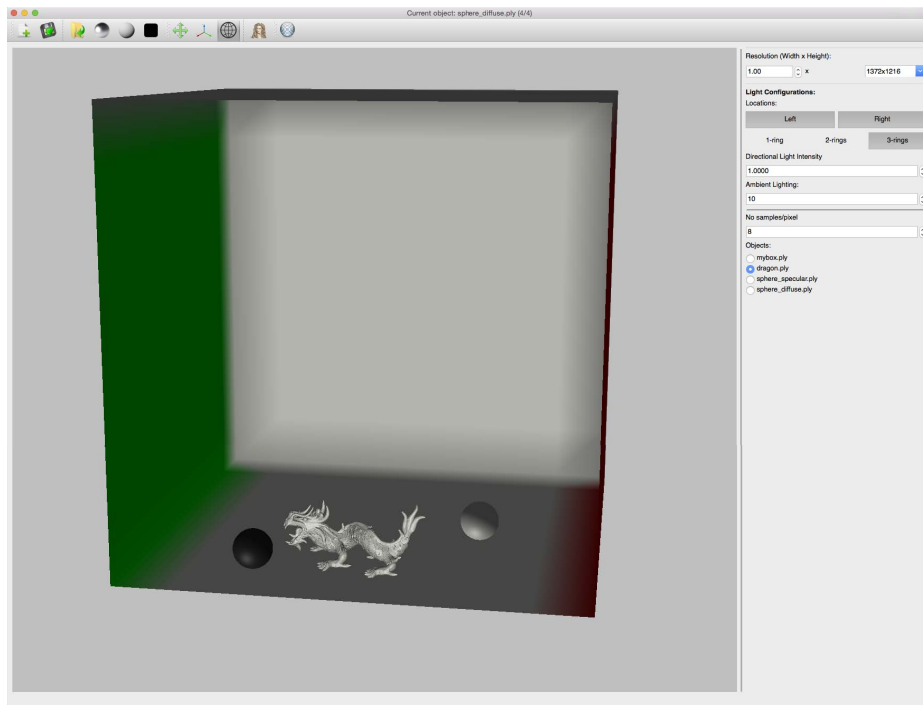 Current object: sphere_diffuse.ply (4/4)
Resolution (Width x Height):
1.00 x 1372x1216
Light Configurations:
Locations:
Left Right
1-ring 2-rings 3-rings
Directional Light Intensity
1.0000
Ambient Lighting:
10
No samples/pixel
8
Objects:
mybox.ply
dragon.ply
sphere_specular.ply
sphere_diffuse.ply